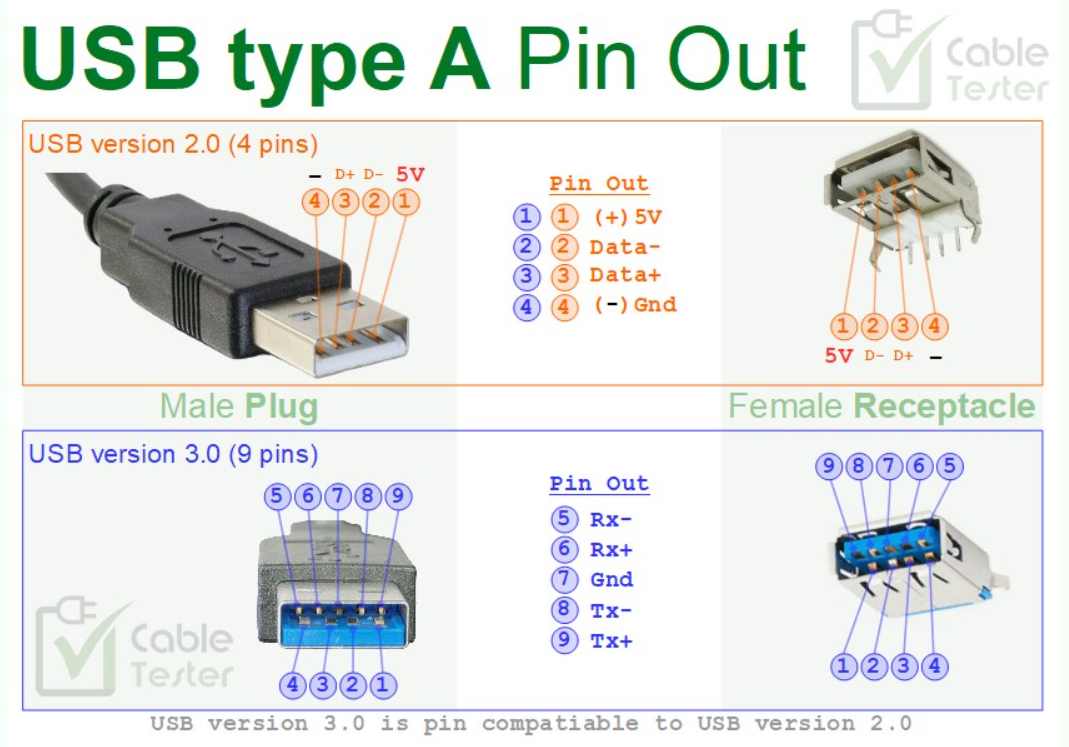 USB type A Pin Out
Cable
Tester
USB version 2.0 (4 pins)
– D+ D- 5V
4 3 2 1
Pin Out
1 1 (+)5V
2 2 Data-
3 3 Data+
4 4 (-)Gnd
1 2 3 4
5V D- D+ –
Male Plug
Female Receptacle
USB version 3.0 (9 pins)
5 6 7 8 9
4 3 2 1
Pin Out
5 Rx-
6 Rx+
7 Gnd
8 Tx-
9 Tx+
9 8 7 6 5
1 2 3 4
Cable
Tester
USB version 3.0 is pin compatiable to USB version 2.0